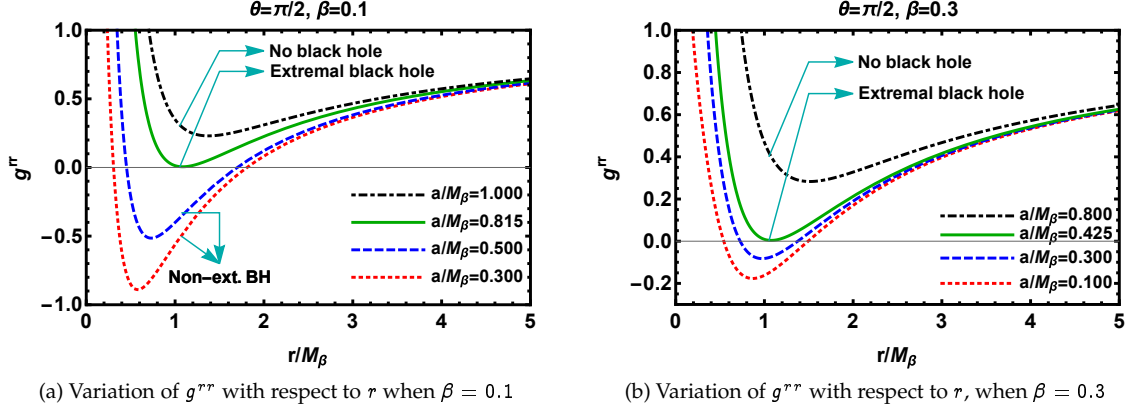 θ=π/2, β=0.1
g^rr
1.0
0.5
0.0
−0.5
−1.0
No black hole
Extremal black hole
a/M_β=1.000
a/M_β=0.815
a/M_β=0.500
a/M_β=0.300
Non−ext. BH
0 1 2 3 4 5
r/M_β
(a) Variation of g^rr with respect to r when β = 0.1
θ=π/2, β=0.3
g^rr
1.0
0.8
0.6
0.4
0.2
0.0
−0.2
No black hole
Extremal black hole
a/M_β=0.800
a/M_β=0.425
a/M_β=0.300
a/M_β=0.100
0 1 2 3 4 5
r/M_β
(b) Variation of g^rr with respect to r, when β = 0.3